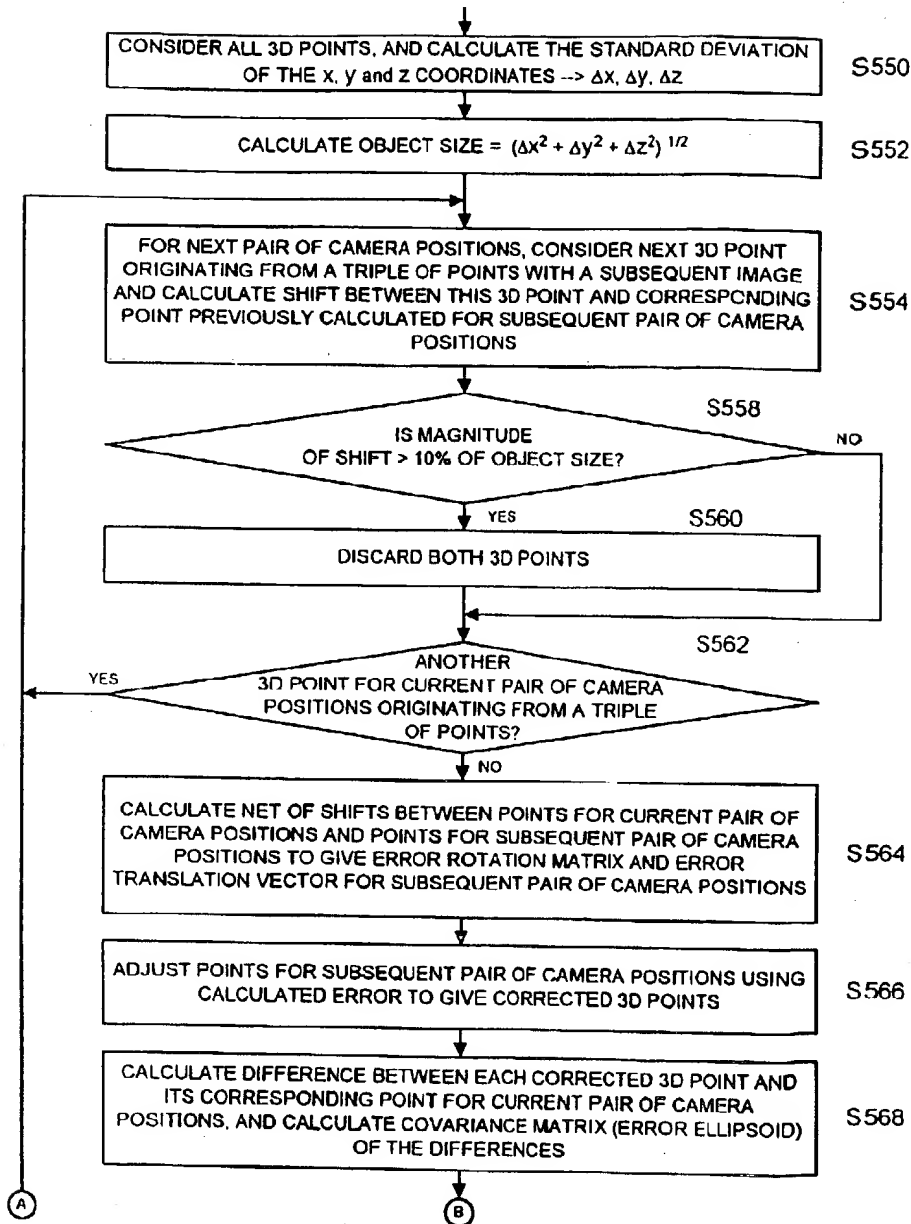 CONSIDER ALL 3D POINTS, AND CALCULATE THE STANDARD DEVIATION
OF THE x, y and z COORDINATES --> Δx, Δy, Δz
S550
CALCULATE OBJECT SIZE = (Δx² + Δy² + Δz²) ¹/²
S552
FOR NEXT PAIR OF CAMERA POSITIONS, CONSIDER NEXT 3D POINT
ORIGINATING FROM A TRIPLE OF POINTS WITH A SUBSEQUENT IMAGE
AND CALCULATE SHIFT BETWEEN THIS 3D POINT AND CORRESPONDING
POINT PREVIOUSLY CALCULATED FOR SUBSEQUENT PAIR OF CAMERA
POSITIONS
S554
S558
IS MAGNITUDE
OF SHIFT > 10% OF OBJECT SIZE?
NO
YES
S560
DISCARD BOTH 3D POINTS
S562
YES
ANOTHER
3D POINT FOR CURRENT PAIR OF CAMERA
POSITIONS ORIGINATING FROM A TRIPLE
OF POINTS?
NO
CALCULATE NET OF SHIFTS BETWEEN POINTS FOR CURRENT PAIR OF
CAMERA POSITIONS AND POINTS FOR SUBSEQUENT PAIR OF CAMERA
POSITIONS TO GIVE ERROR ROTATION MATRIX AND ERROR
TRANSLATION VECTOR FOR SUBSEQUENT PAIR OF CAMERA POSITIONS
S564
ADJUST POINTS FOR SUBSEQUENT PAIR OF CAMERA POSITIONS USING
CALCULATED ERROR TO GIVE CORRECTED 3D POINTS
S566
CALCULATE DIFFERENCE BETWEEN EACH CORRECTED 3D POINT AND
ITS CORRESPONDING POINT FOR CURRENT PAIR OF CAMERA
POSITIONS, AND CALCULATE COVARIANCE MATRIX (ERROR ELLIPSOID)
OF THE DIFFERENCES
S568
A
B